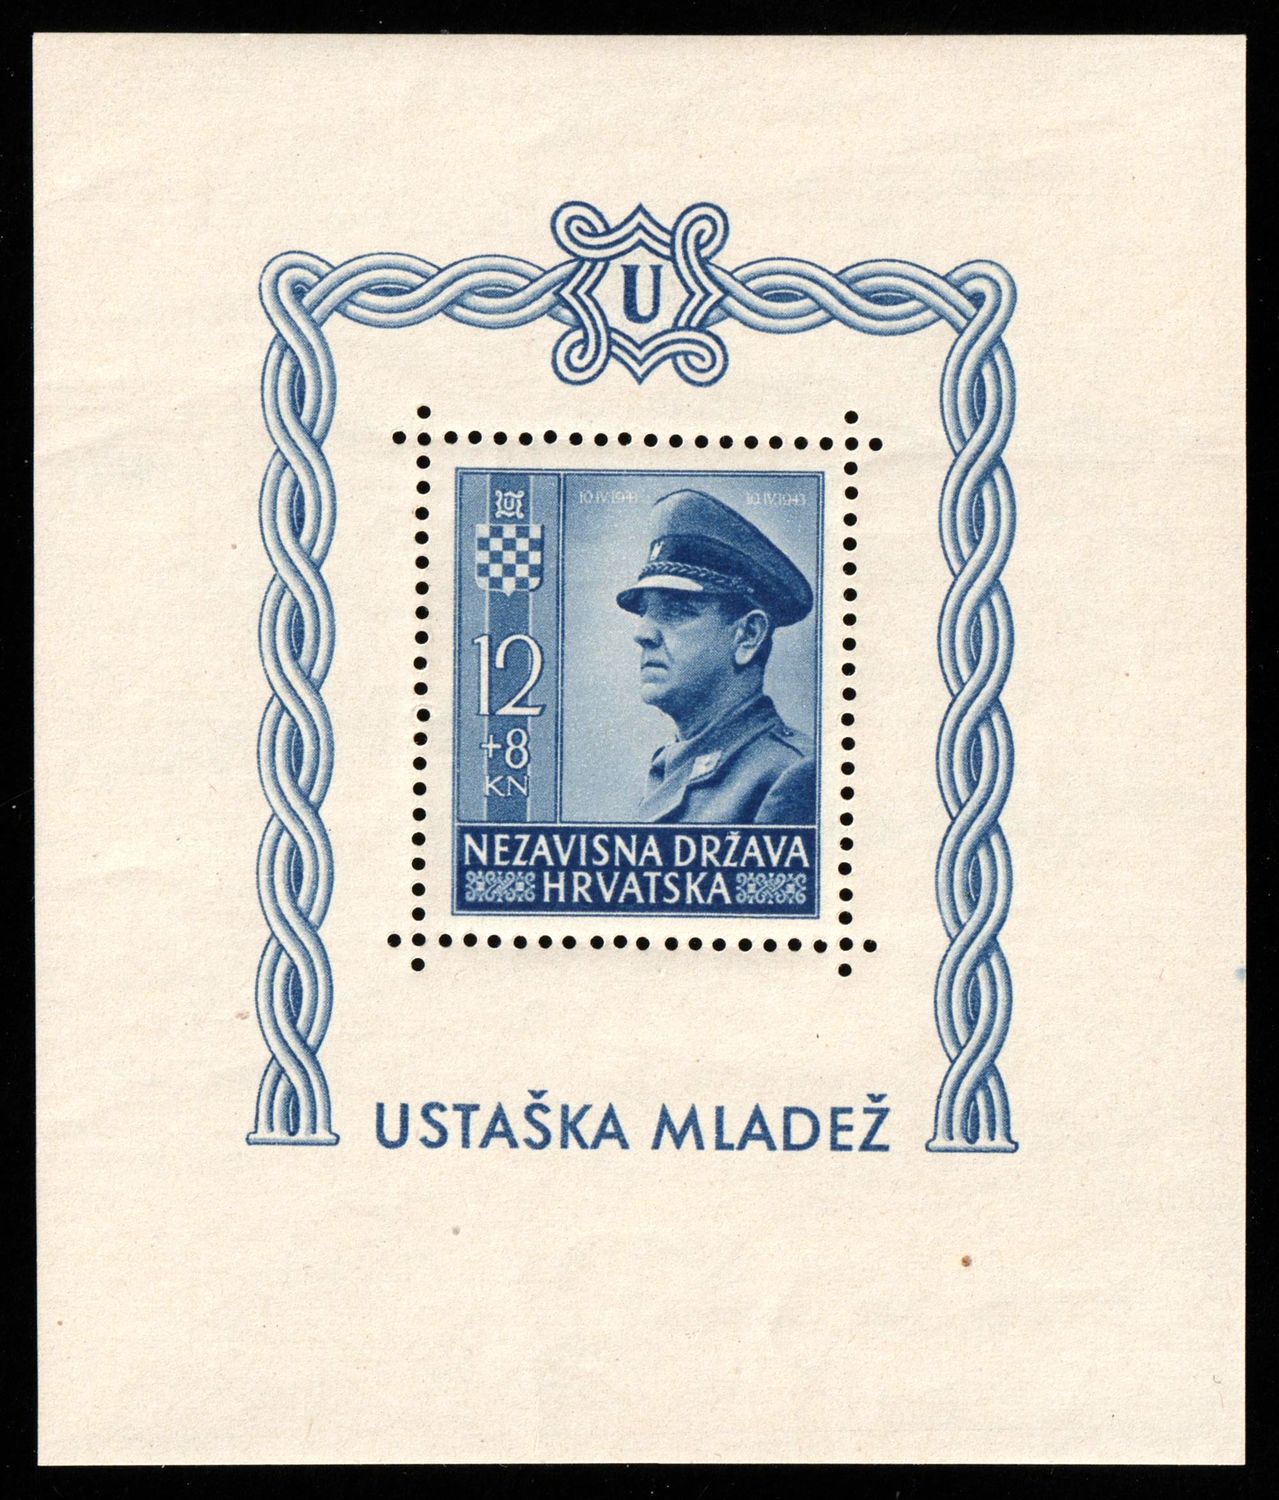 U
10.IV.1941 10.IV.1943
U
12
+8
KN
NEZAVISNA DRŽAVA
HRVATSKA
USTAŠKA MLADEŽ